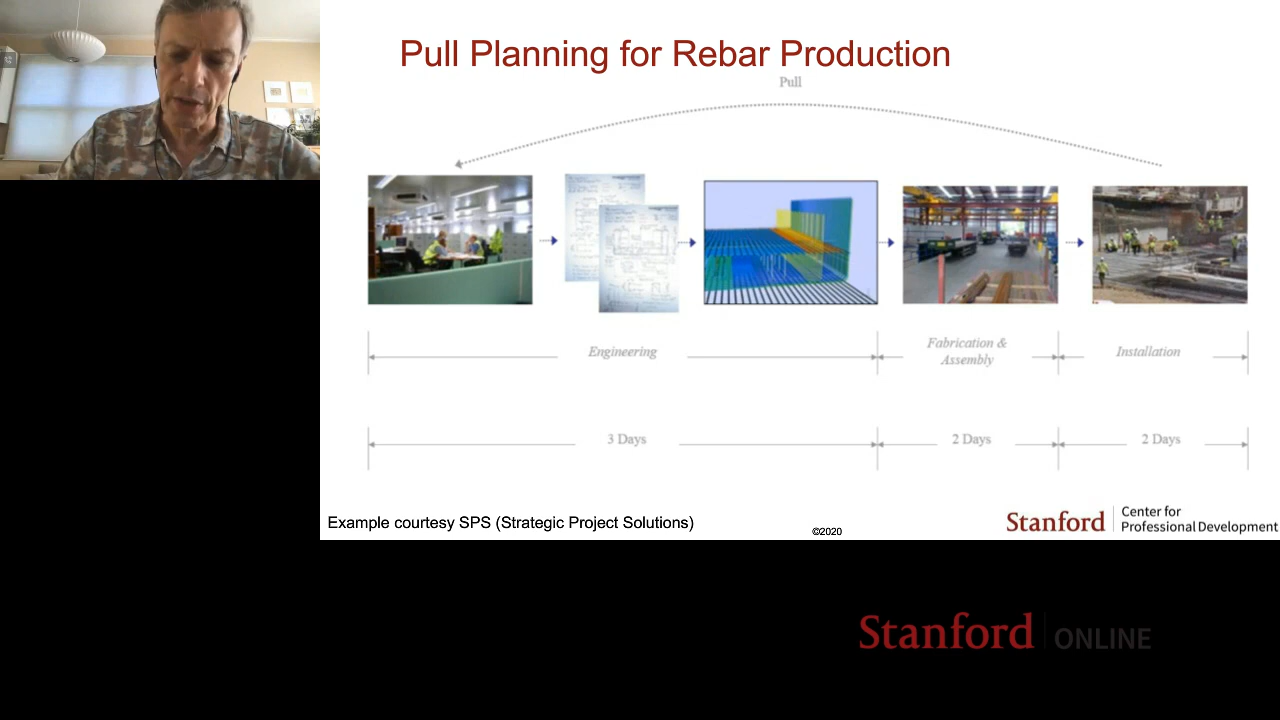 Pull Planning for Rebar Production
Pull
Engineering
Fabrication &
Assembly
Installation
3 Days
2 Days
2 Days
Example courtesy SPS (Strategic Project Solutions)
©2020
Stanford
Center for
Professional Development
Stanford ONLINE